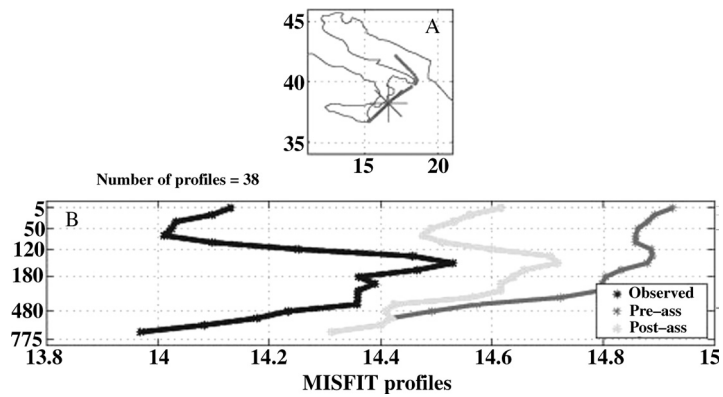 45
A
40
35
15
20
Number of profiles = 38
5
B
50
120
180
480
775
Observed
Pre-ass
Post-ass
13.8
14
14.2
14.4
14.6
14.8
15
MISFIT profiles